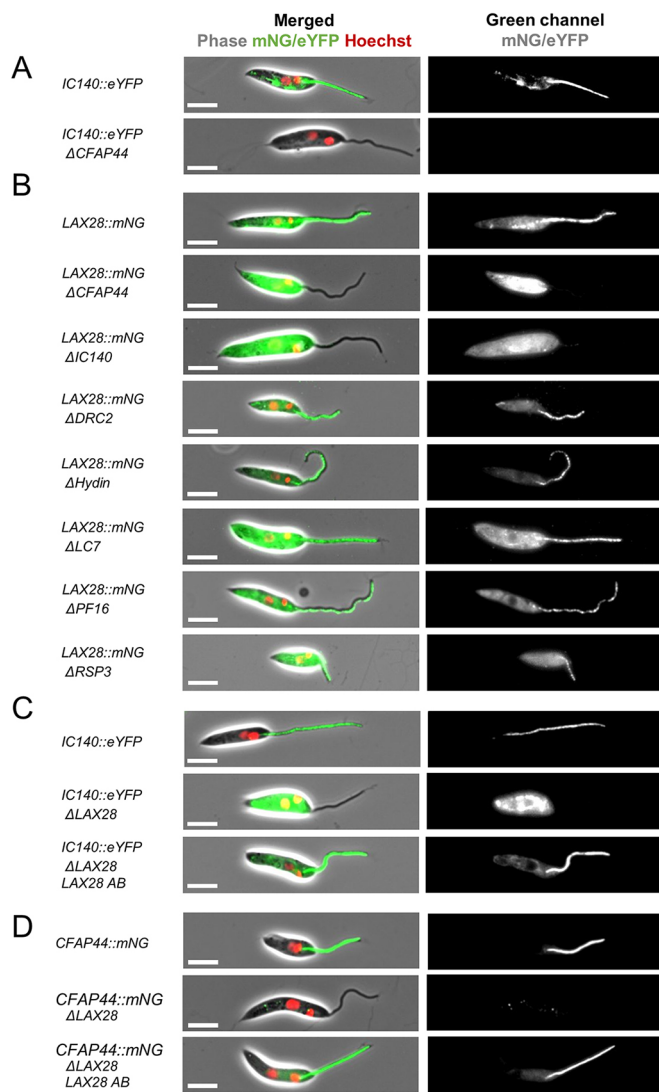 Merged
Green channel
Phase mNG/eYFP Hoechst
mNG/eYFP
A
IC140::eYFP
IC140::eYFP
ΔCFAP44
B
LAX28::mNG
LAX28::mNG
ΔCFAP44
LAX28::mNG
ΔIC140
LAX28::mNG
ΔDRC2
LAX28::mNG
ΔHydin
LAX28::mNG
ΔLC7
LAX28::mNG
ΔPF16
LAX28::mNG
ΔRSP3
C
IC140::eYFP
IC140::eYFP
ΔLAX28
IC140::eYFP
ΔLAX28
LAX28 AB
D
CFAP44::mNG
CFAP44::mNG
ΔLAX28
CFAP44::mNG
ΔLAX28
LAX28 AB